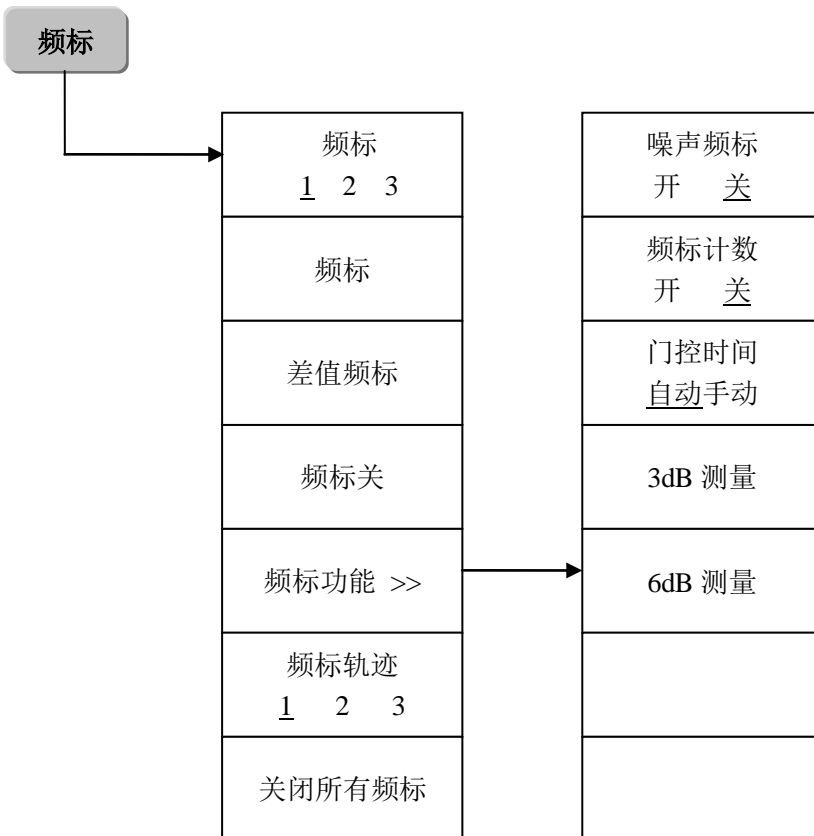 频标
频标
1 2 3
频标
差值频标
频标关
频标功能 >>
频标轨迹
1 2 3
关闭所有频标
噪声频标
开 关
频标计数
开 关
门控时间
自动手动
3dB 测量
6dB 测量